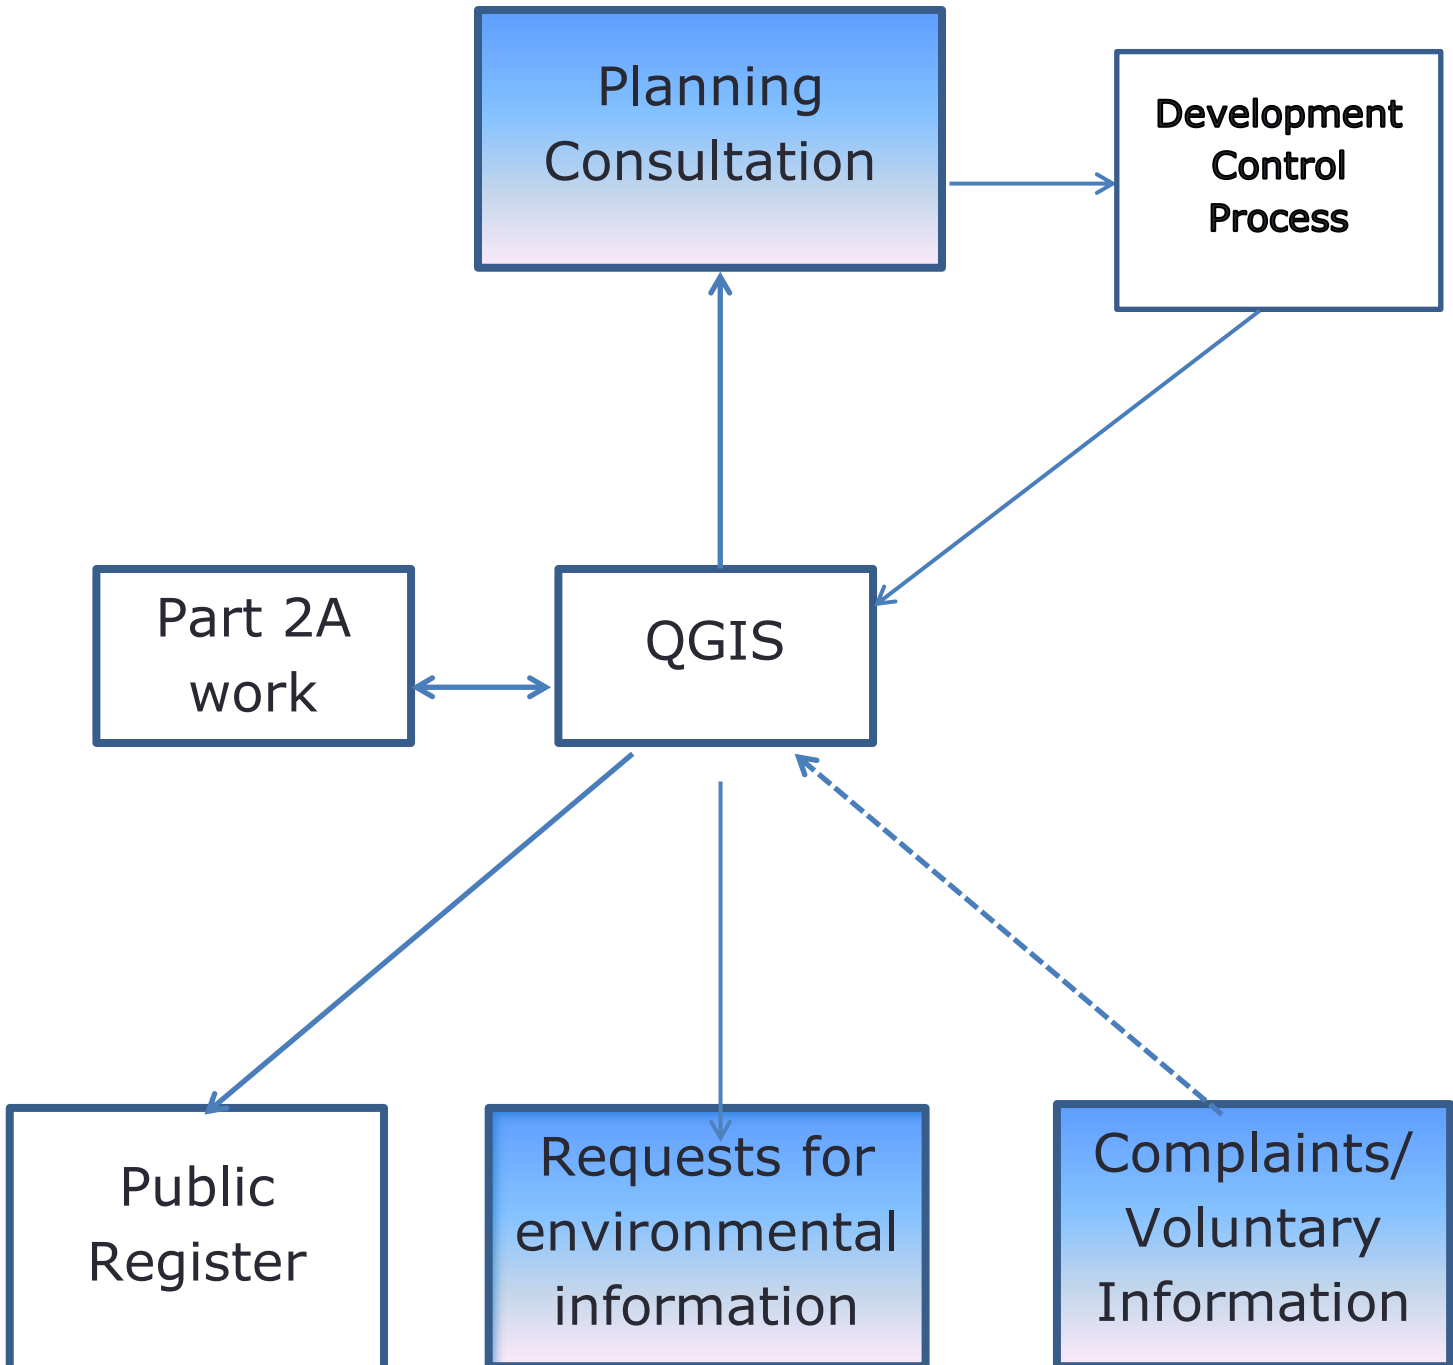 Planning
Consultation
Development
Control
Process
Part 2A
work
QGIS
Public
Register
Requests for
environmental
information
Complaints/
Voluntary
Information